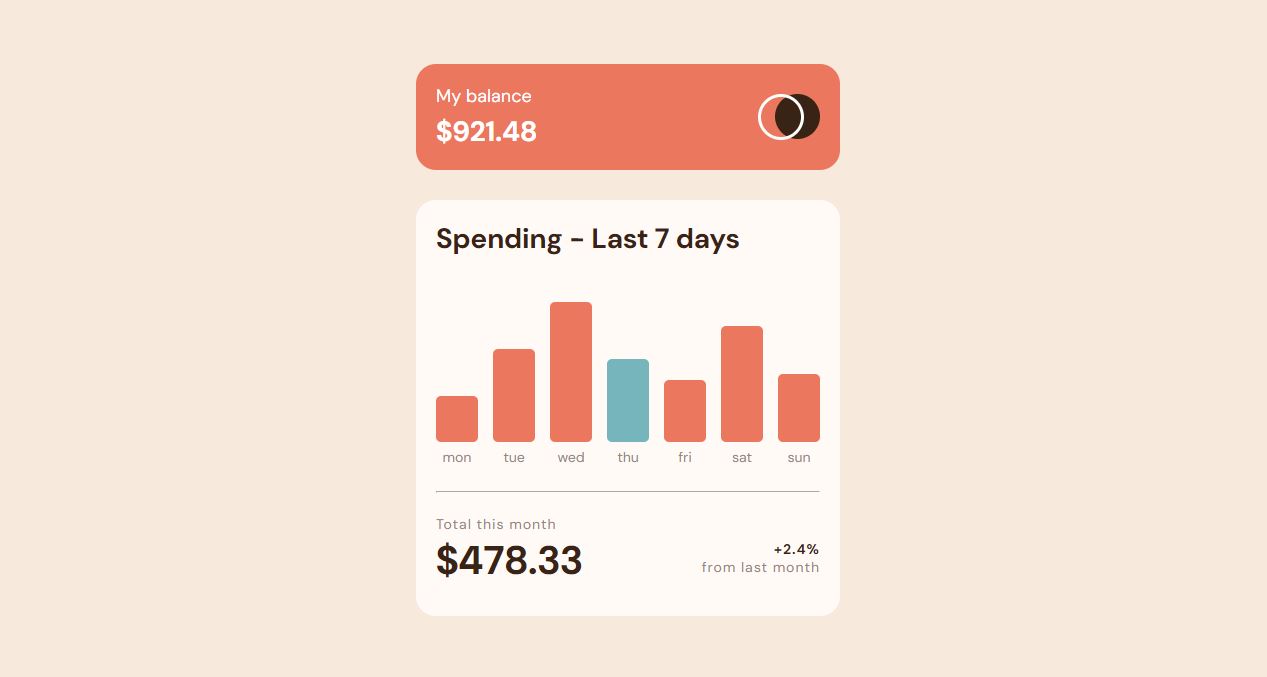 My balance
$921.48
Spending - Last 7 days
mon tue wed thu fri sat sun
Total this month
$478.33
+2.4%
from last month